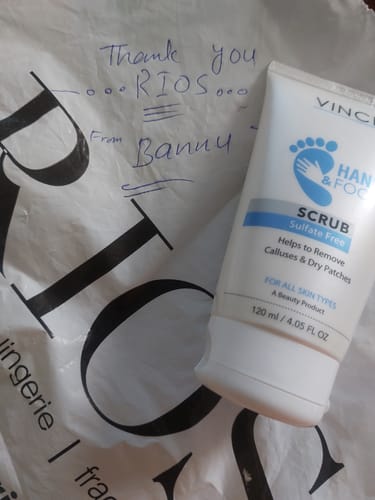 Thank you
...RIOS...
From Bannu
RIOS
lingerie | fra
VINC
HAN
& FOO
SCRUB
Sulfate Free
Helps to Remove
Calluses & Dry Patches
FOR ALL SKIN TYPES
A Beauty Product
120 ml / 4.05 FL OZ